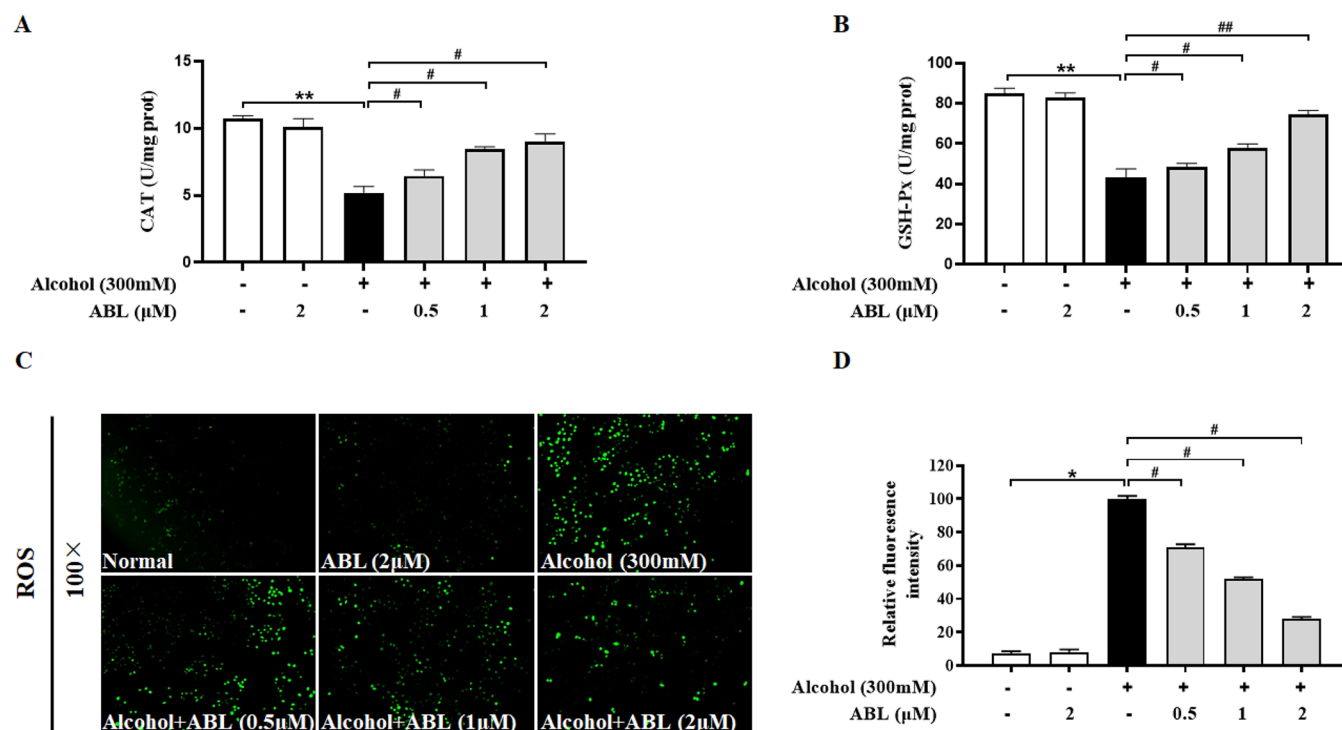 A
CAT (U/mg prot)
15
10
5
0
**
#
#
#
Alcohol (300mM) - - + + + +
ABL (μM) - 2 - 0.5 1 2
B
GSH-Px (U/mg prot)
100
80
60
40
20
0
**
#
#
##
Alcohol (300mM) - - + + + +
ABL (μM) - 2 - 0.5 1 2
C
ROS
100×
Normal
ABL (2μM)
Alcohol (300mM)
Alcohol+ABL (0.5μM)
Alcohol+ABL (1μM)
Alcohol+ABL (2μM)
D
Relative fluoresence
intensity
120
100
80
60
40
20
0
*
#
#
#
Alcohol (300mM) - - + + + +
ABL (μM) - 2 - 0.5 1 2